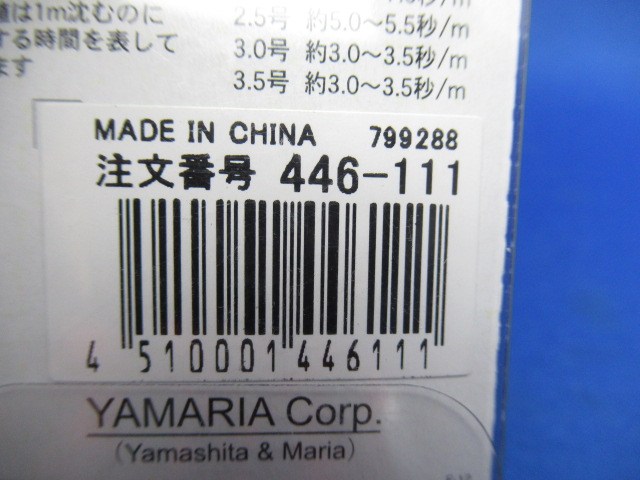 値は1m沈むのに
する時間を表して
ます
2.5号 約5.0〜5.5秒/m
3.0号 約3.0〜3.5秒/m
3.5号 約3.0〜3.5秒/m
MADE IN CHINA 799288
注文番号 446-111
4 510001 446111
YAMARIA Corp.
(Yamashita & Maria)